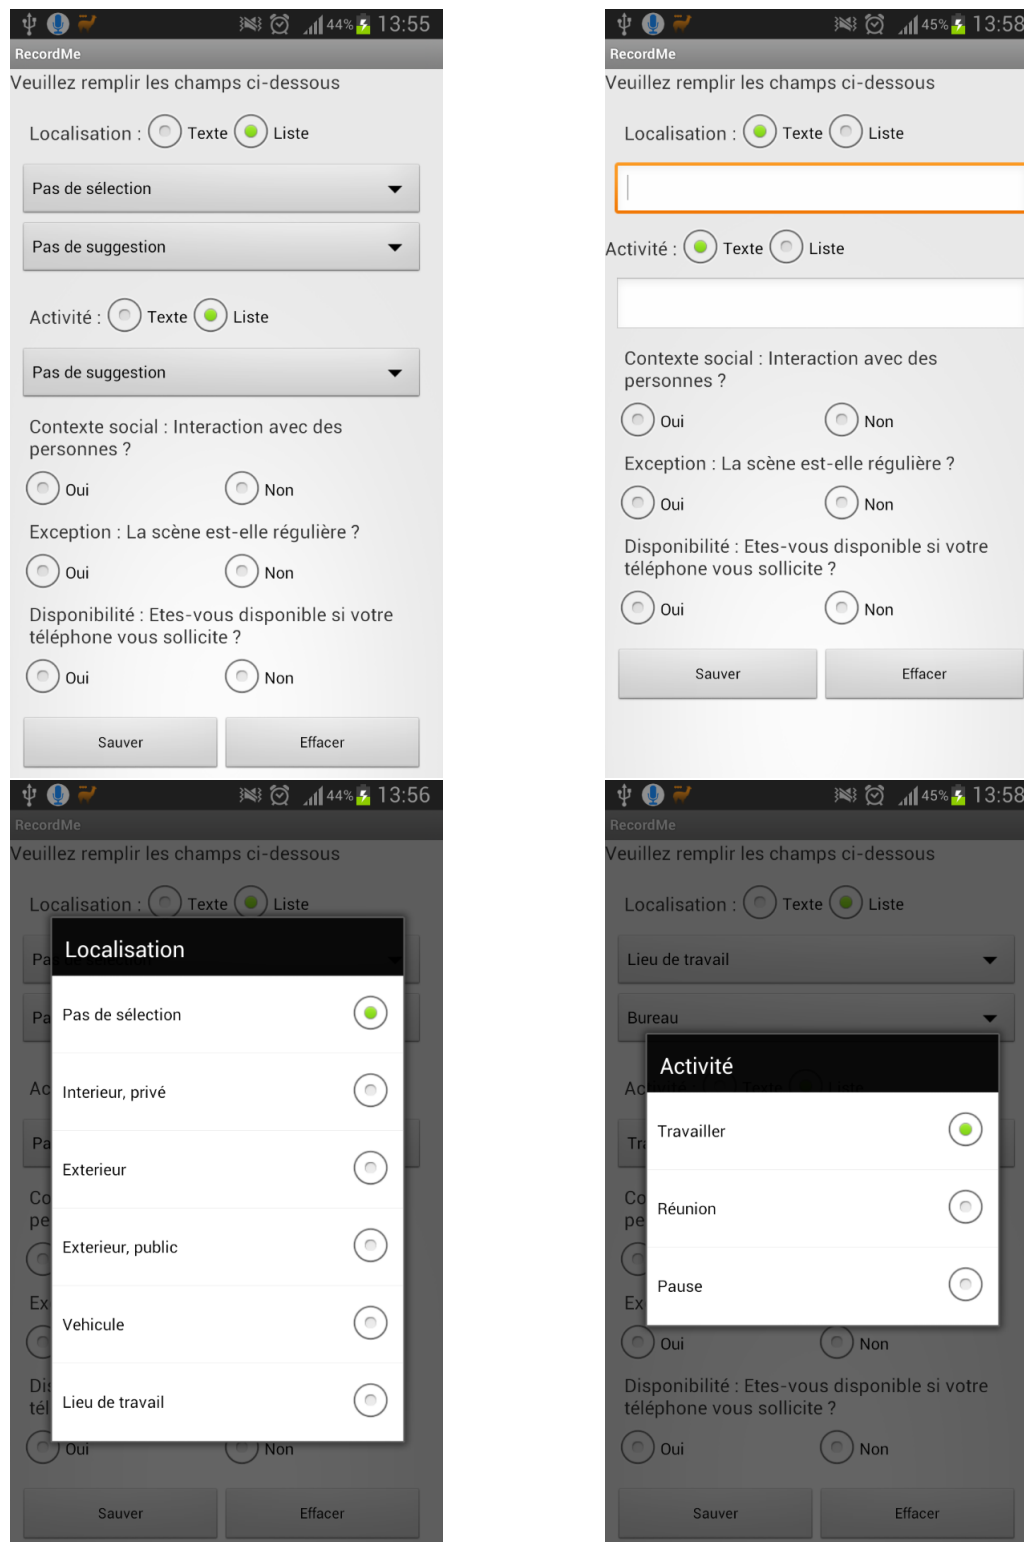 44% 13:55
RecordMe
Veuillez remplir les champs ci-dessous
Localisation : Texte Liste
Pas de sélection
Pas de suggestion
Activité : Texte Liste
Pas de suggestion
Contexte social : Interaction avec des
personnes ?
Oui Non
Exception : La scène est-elle régulière ?
Oui Non
Disponibilité : Etes-vous disponible si votre
téléphone vous sollicite ?
Oui Non
Sauver Effacer
45% 13:58
RecordMe
Veuillez remplir les champs ci-dessous
Localisation : Texte Liste
Activité : Texte Liste
Contexte social : Interaction avec des
personnes ?
Oui Non
Exception : La scène est-elle régulière ?
Oui Non
Disponibilité : Etes-vous disponible si votre
téléphone vous sollicite ?
Oui Non
Sauver Effacer
44% 13:56
RecordMe
Veuillez remplir les champs ci-dessous
Localisation : Texte Liste
Localisation
Pas de sélection
Interieur, privé
Exterieur
Exterieur, public
Vehicule
Lieu de travail
Oui Non
Sauver Effacer
45% 13:58
RecordMe
Veuillez remplir les champs ci-dessous
Localisation : Texte Liste
Lieu de travail
Bureau
Activité : Texte Liste
Activité
Travailler
Réunion
Pause
Oui Non
Disponibilité : Etes-vous disponible si votre
téléphone vous sollicite ?
Oui Non
Sauver Effacer